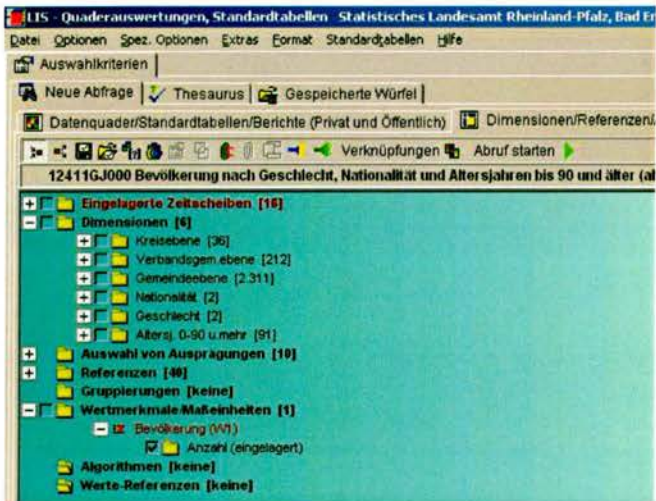 LIS - Quaderauswertungen, Standardtabellen Statistisches Landesamt Rheinland-Pfalz, Bad
Datei Optionen Spez. Optionen Extras Format Standardtabellen Hilfe
Auswahlkriterien
Neue Abfrage Thesaurus Gespeicherte Würfel
Datenquader/Standardtabellen/Berichte (Privat und Öffentlich) Dimensionen/Referenzen/
Verknüpfungen Abruf starten
12411GJ000 Bevölkerung nach Geschlecht, Nationalität und Altersjahren bis 90 und älter
Eingelagerte Zeitscheiben [16]
Dimensionen [6]
Kreisebene [36]
Verbandsgem.ebene [212]
Gemeindeebene [2.311]
Nationalität [2]
Geschlecht [2]
Altersj. 0-90 u.mehr [91]
Auswahl von Ausprägungen [10]
Referenzen [40]
Gruppierungen [keine]
Wertmerkmale/Maßeinheiten [1]
Bevölkerung (W1)
Anzahl (eingelagert)
Algorithmen [keine]
Werte-Referenzen [keine]